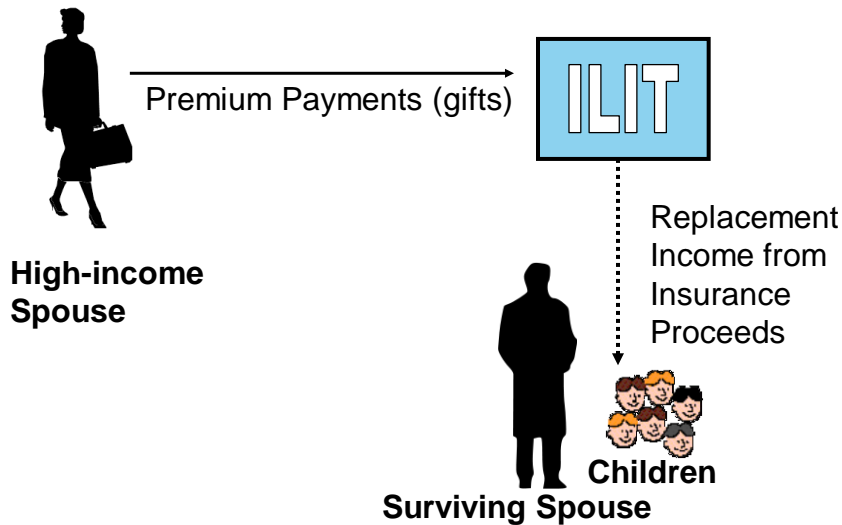 Premium Payments (gifts)
ILIT
High-income
Spouse
Replacement
Income from
Insurance
Proceeds
Children
Surviving Spouse